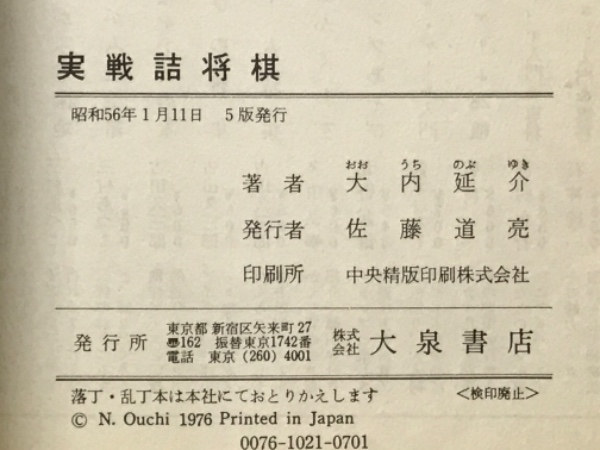 実戦詰将棋
昭和56年1月11日 5版発行
おお うち のぶ ゆき
著者 大内延介
発行者 佐藤道亮
印刷所 中央精版印刷株式会社
発行所
東京都新宿区矢来町27
〠162 振替東京1742番
電話 東京(260)4001
株式会社 大泉書店
落丁・乱丁本は本社にておとりかえします <検印廃止>
© N. Ouchi 1976 Printed in Japan
0076-1021-0701